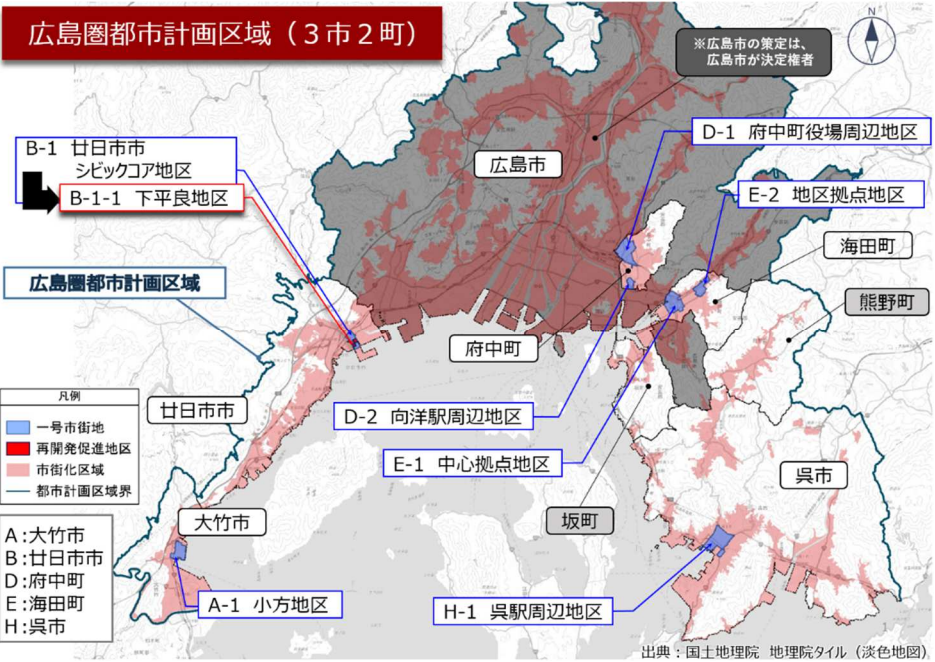 広島圏都市計画区域（３市２町）
※広島市の策定は、
広島市が決定権者
N
D-1 府中町役場周辺地区
B-1 廿日市市
シビックコア地区
B-1-1 下平良地区
広島市
E-2 地区拠点地区
海田町
広島圏都市計画区域
熊野町
府中町
凡例
一号市街地
再開発促進地区
市街化区域
都市計画区域界
廿日市市
D-2 向洋駅周辺地区
E-1 中心拠点地区
呉市
大竹市
坂町
A:大竹市
B:廿日市市
D:府中町
E:海田町
H:呉市
A-1 小方地区
H-1 呉駅周辺地区
出典：国土地理院 地理院タイル（淡色地図）